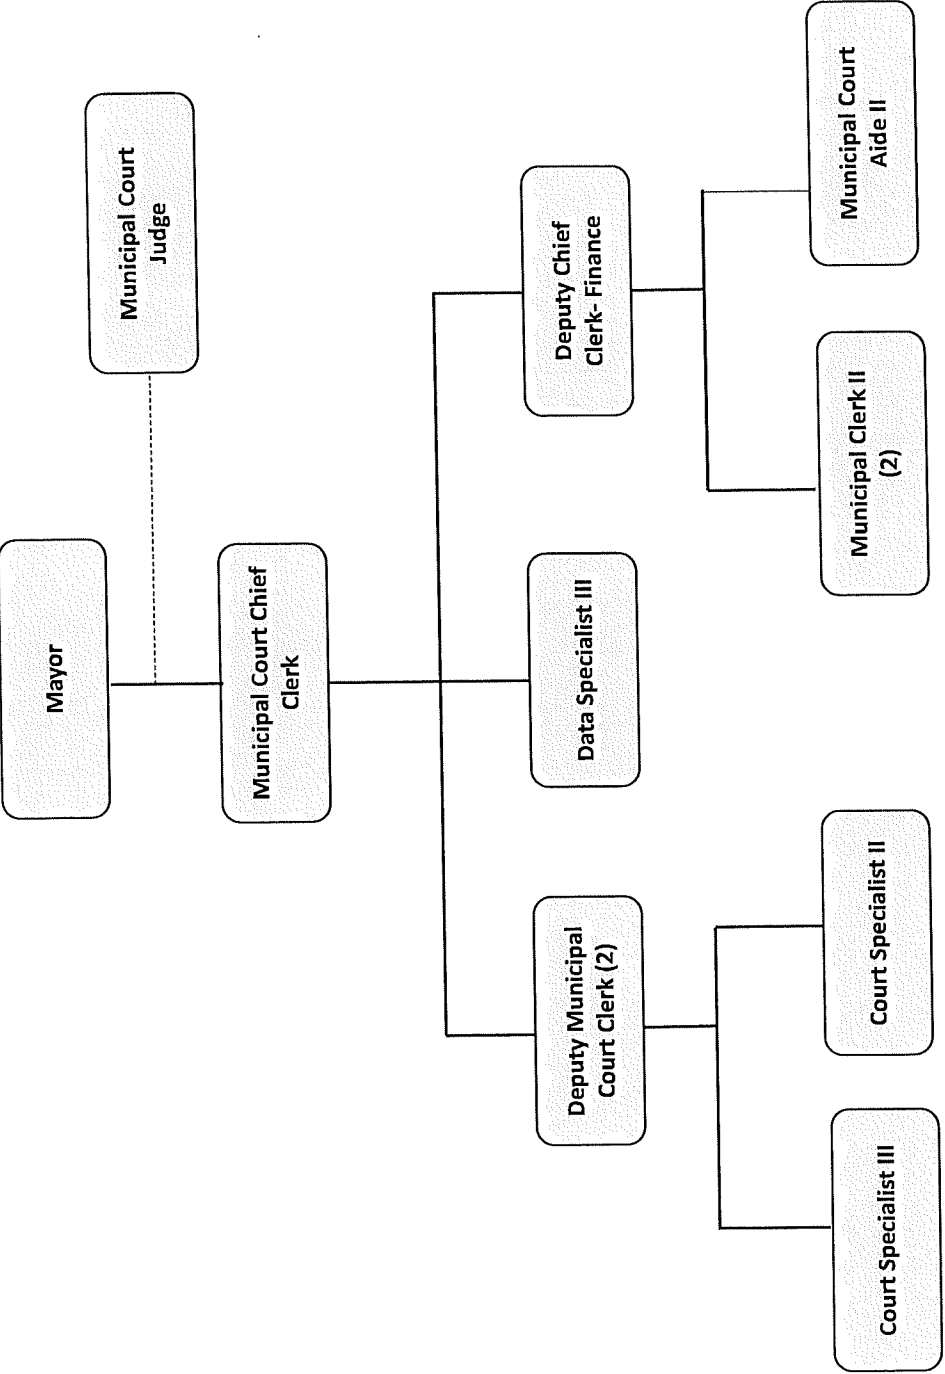 Mayor
Municipal Court
Judge
Municipal Court Chief
Clerk
Deputy Municipal
Court Clerk (2)
Data Specialist III
Deputy Chief
Clerk- Finance
Court Specialist III
Court Specialist II
Municipal Clerk II
(2)
Municipal Court
Aide II